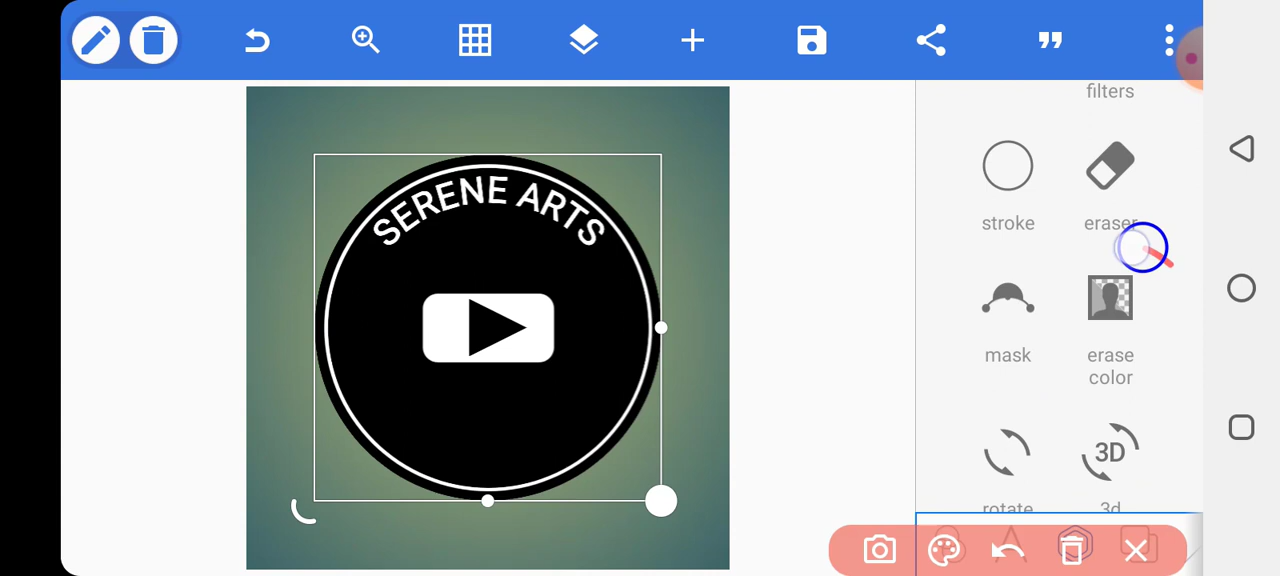 filters
SERENE ARTS
stroke
eraser
mask
erase
color
3D
rotate
3d